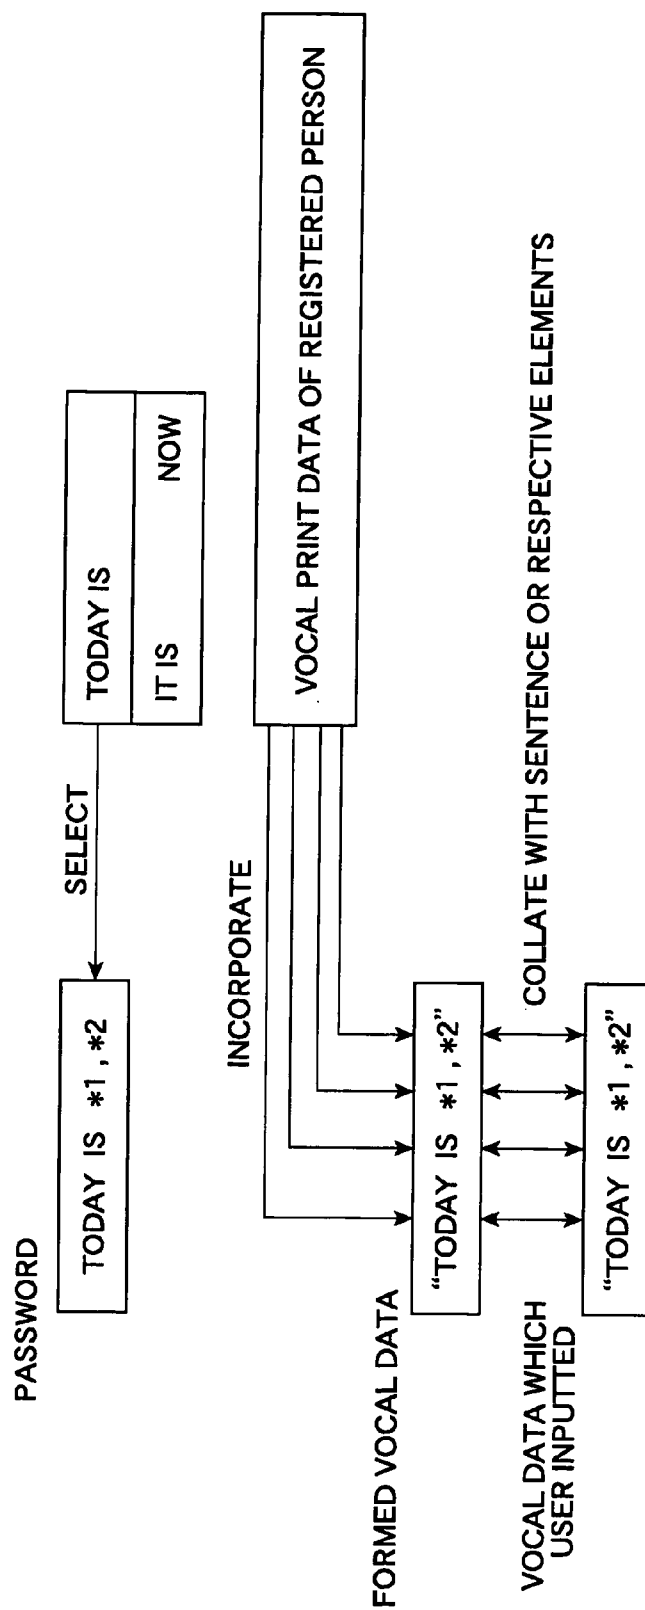 PASSWORD
TODAY IS *1, *2
SELECT
TODAY IS
IT IS NOW
INCORPORATE
VOCAL PRINT DATA OF REGISTERED PERSON
FORMED VOCAL DATA
“TODAY IS *1, *2”
COLLATE WITH SENTENCE OR RESPECTIVE ELEMENTS
VOCAL DATA WHICH
USER INPUTTED
“TODAY IS *1, *2”